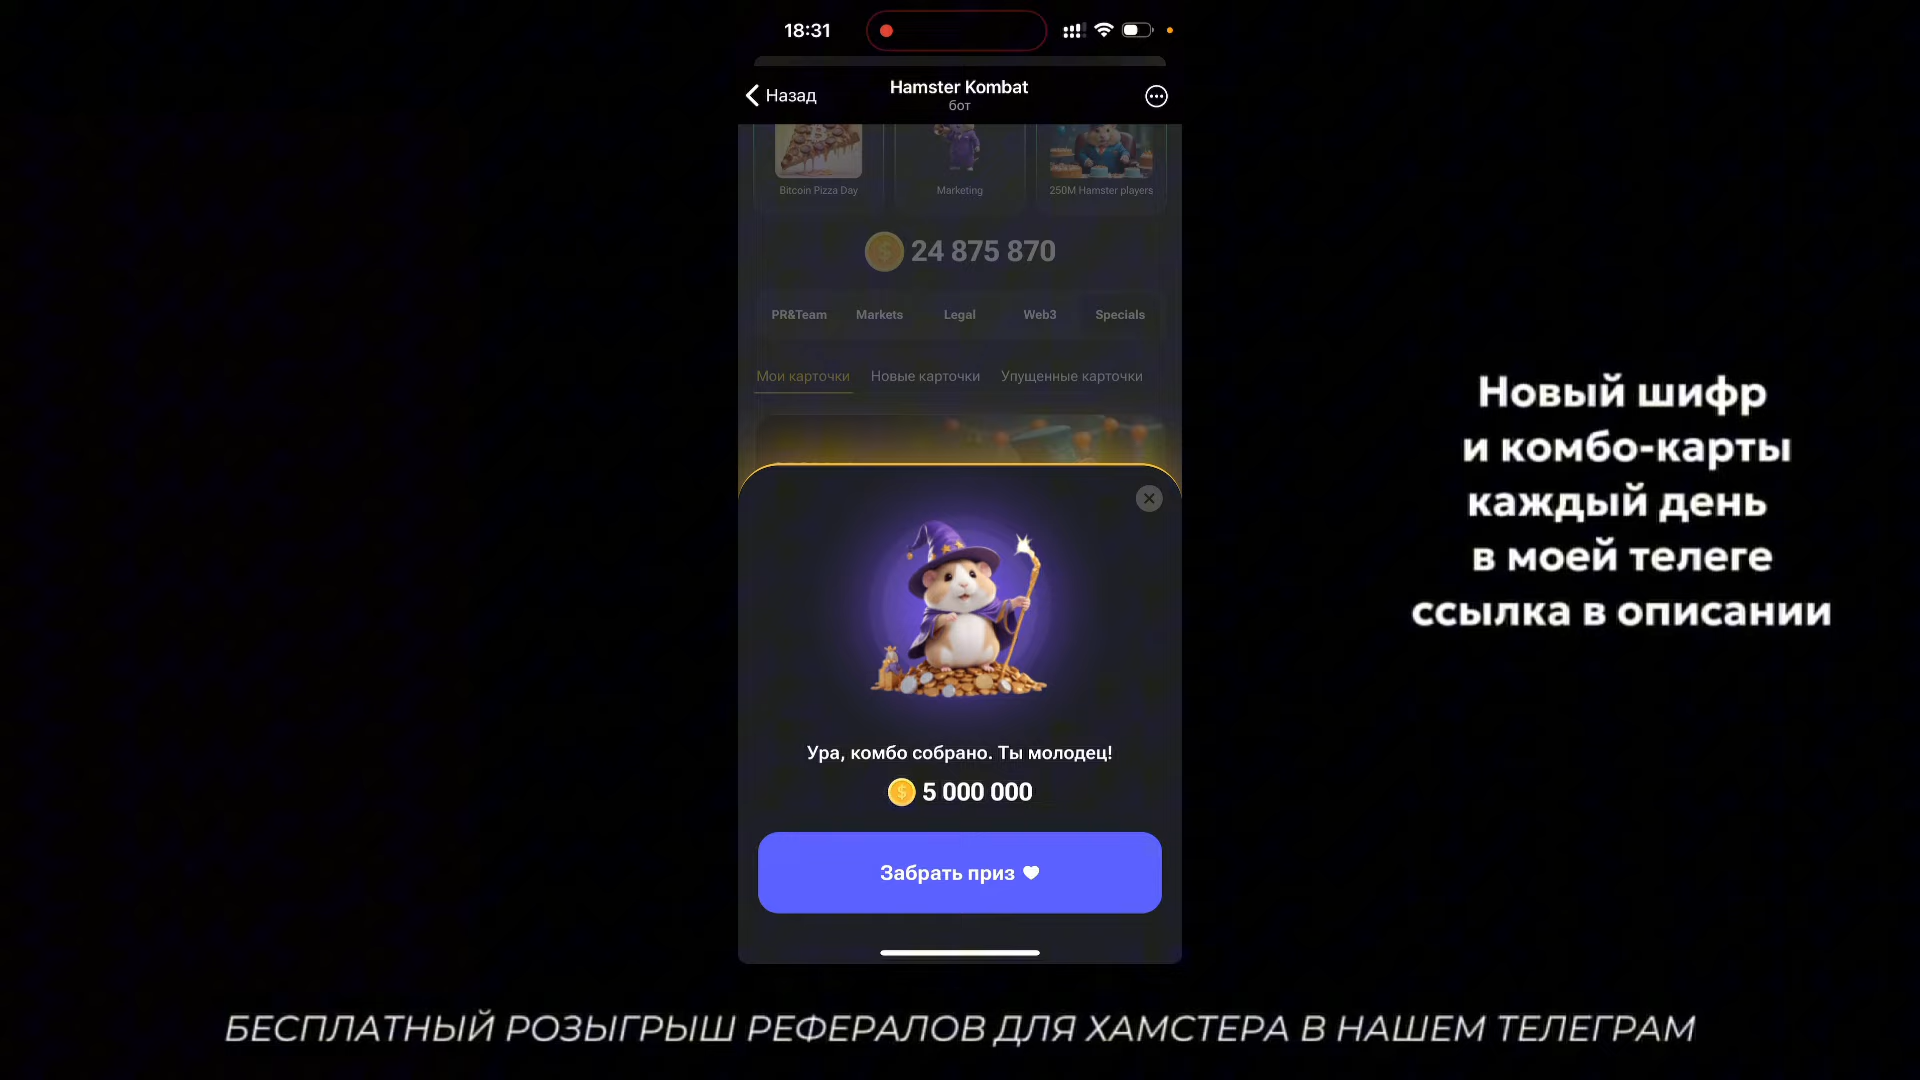 18:31
Назад
Hamster Kombat
бот
Bitcoin Pizza Day
Marketing
250M Hamster players
24 875 870
PR&Team
Markets
Legal
Web3
Specials
Мои карточки
Новые карточки
Упущенные карточки
Ура, комбо собрано. Ты молодец!
5 000 000
Забрать приз
Новый шифр
и комбо-карты
каждый день
в моей телеге
ссылка в описании
БЕСПЛАТНЫЙ РОЗЫГРЫШ РЕФЕРАЛОВ ДЛЯ ХАМСТЕРА В НАШЕМ ТЕЛЕГРАМ